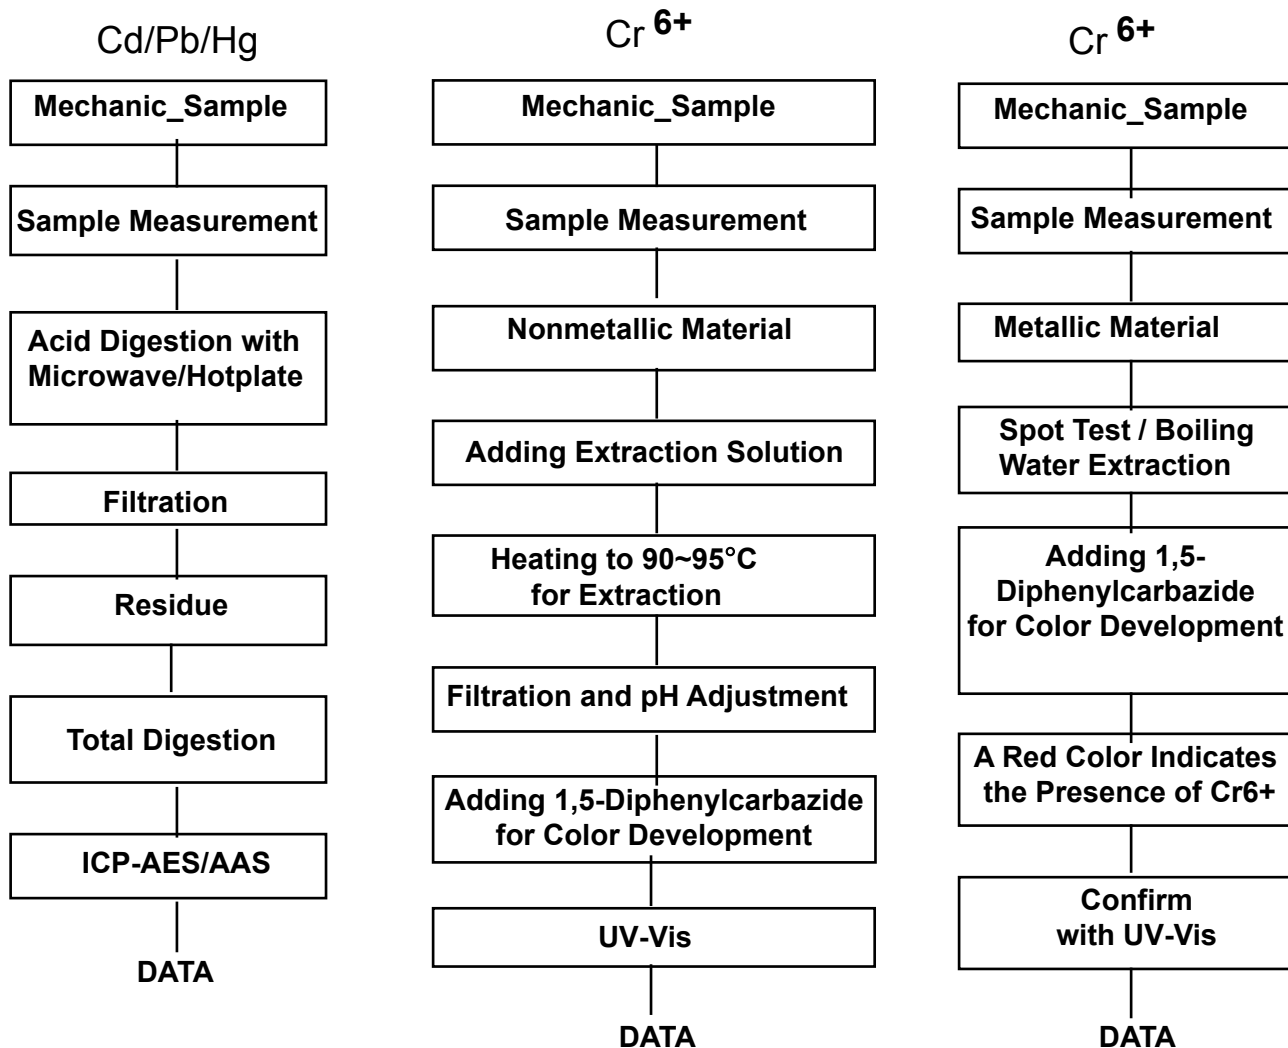 Cd/Pb/Hg
Mechanic_Sample
Sample Measurement
Acid Digestion with
Microwave/Hotplate
Filtration
Residue
Total Digestion
ICP-AES/AAS
DATA
Cr 6+
Mechanic_Sample
Sample Measurement
Nonmetallic Material
Adding Extraction Solution
Heating to 90~95°C
for Extraction
Filtration and pH Adjustment
Adding 1,5-Diphenylcarbazide
for Color Development
UV-Vis
DATA
Cr 6+
Mechanic_Sample
Sample Measurement
Metallic Material
Spot Test / Boiling
Water Extraction
Adding 1,5-
Diphenylcarbazide
for Color Development
A Red Color Indicates
the Presence of Cr6+
Confirm
with UV-Vis
DATA